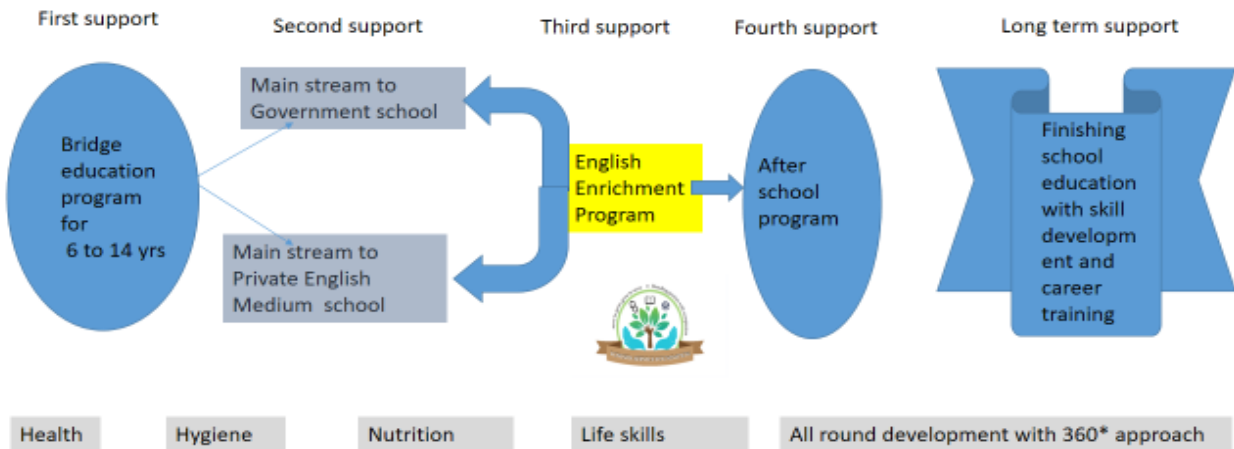 First support
Second support
Third support
Fourth support
Long term support
Bridge
education
program
for
6 to 14 yrs
Main stream to
Government school
Main stream to
Private English
Medium school
English
Enrichment
Program
After
school
program
Finishing
school
education
with skill
developm
ent and
career
training
Health
Hygiene
Nutrition
Life skills
All round development with 360* approach